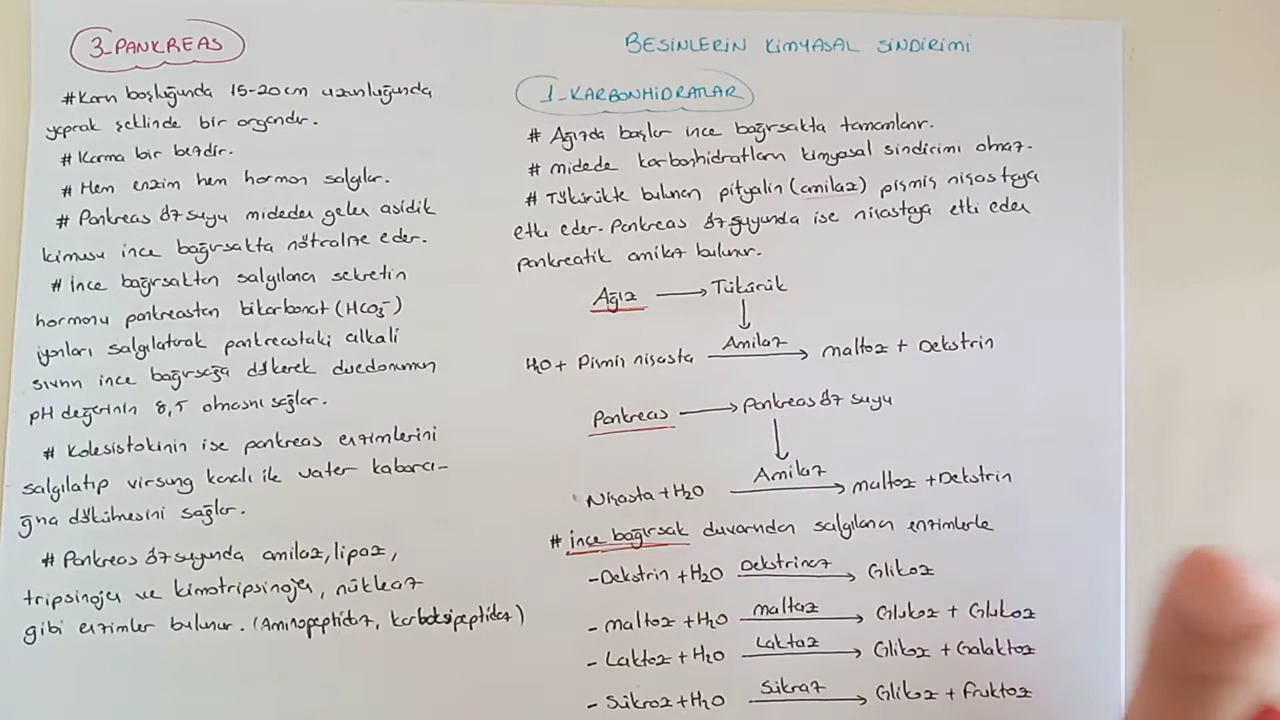 3-PANKREAS
#Karın boşluğunda 15-20cm uzunluğunda
yaprak şeklinde bir organdır.
#Karma bir bezdir.
#Hem enzim hem hormon salgılar.
#Pankreas öz suyu mideden gelen asidik
kimusu ince bağırsakta nötralize eder.
#İnce bağırsaktan salgılanan sekretin
hormonu pankreastan bikarbonat (HCO3⁻)
iyonları salgılatarak pankreastaki alkali
sıvının ince bağırsağa dökerek duedonumun
pH değerinin 8,5 olmasını sağlar.
# Kolesistokinin ise pankreas enzimlerini
salgılatıp virsung kanalı ile vater kabarcı-
ğına dökülmesini sağlar.
# Pankreas öz suyunda amilaz, lipaz,
tripsinojen ve kimotripsinojen, nükleaz
gibi enzimler bulunur. (Aminopeptidaz, karboksipeptidaz)
BESİNLERİN KİMYASAL SİNDİRİMİ
1-KARBONHİDRATLAR
# Ağızda başlar ince bağırsakta tamamlanır.
# midede karbonhidratların kimyasal sindirimi olmaz.
# Tükürükte bulunan pityalin (amilaz) pişmiş nişastaya
etki eder. Pankreas öz suyunda ise nişastaya etki eden
pankreatik amilaz bulunur.
Ağız → Tükürük
↓
H2O + Pişmiş nişasta Amilaz → maltoz + Dekstrin
Pankreas → Pankreas öz suyu
↓
Nişasta + H2O Amilaz → maltoz + Dekstrin
# ince bağırsak duvarından salgılanan enzimlerle
-Dekstrin + H2O Dekstrinaz → Glikoz
- maltoz + H2O maltaz → Glukoz + Glukoz
- Laktoz + H2O Laktaz → Glikoz + Galaktoz
- Sükroz + H2O Sükraz → Glikoz + Fruktoz